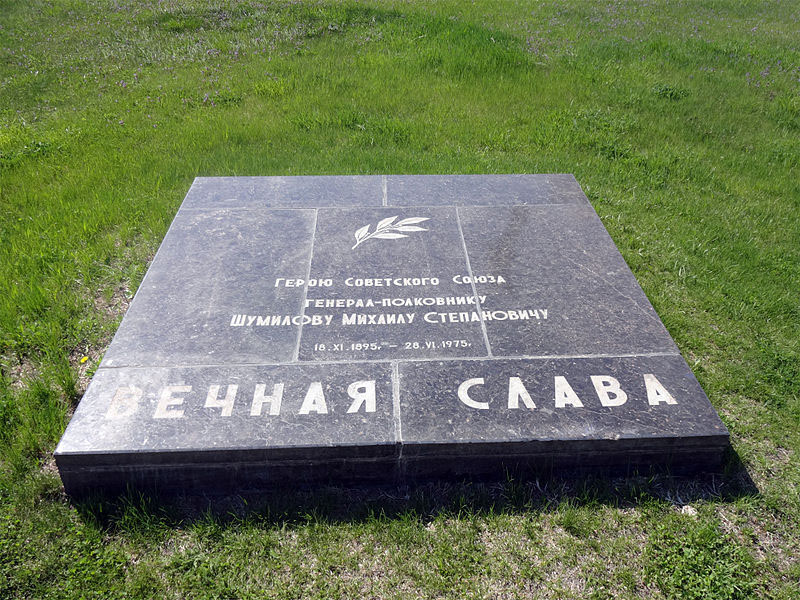 Герою Советского Союза
генерал-полковнику
Шумилову Михаилу Степановичу
18.XI.1895. – 28.VI.1975.
ВЕЧНАЯ СЛАВА